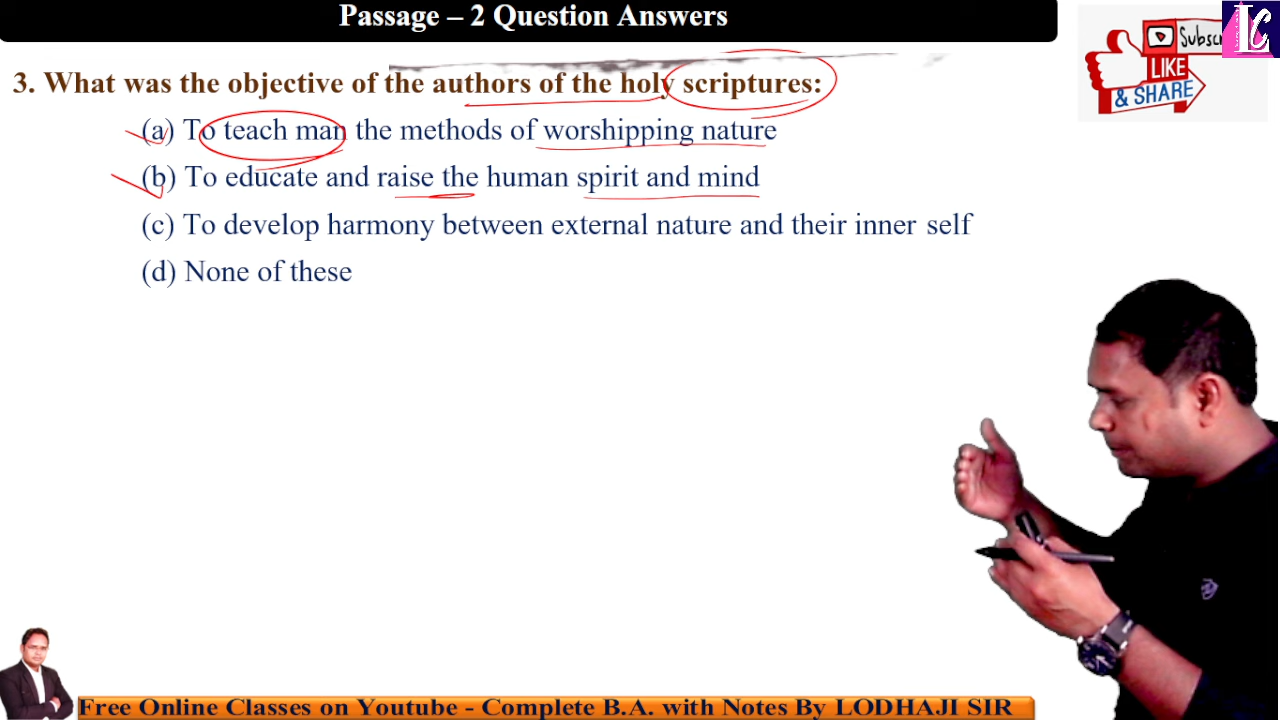 Passage – 2 Question Answers
3. What was the objective of the authors of the holy scriptures:
(a) To teach man the methods of worshipping nature
(b) To educate and raise the human spirit and mind
(c) To develop harmony between external nature and their inner self
(d) None of these
LIKE
& SHARE
LC
Free Online Classes on Youtube - Complete B.A. with Notes By LODHAJI SIR